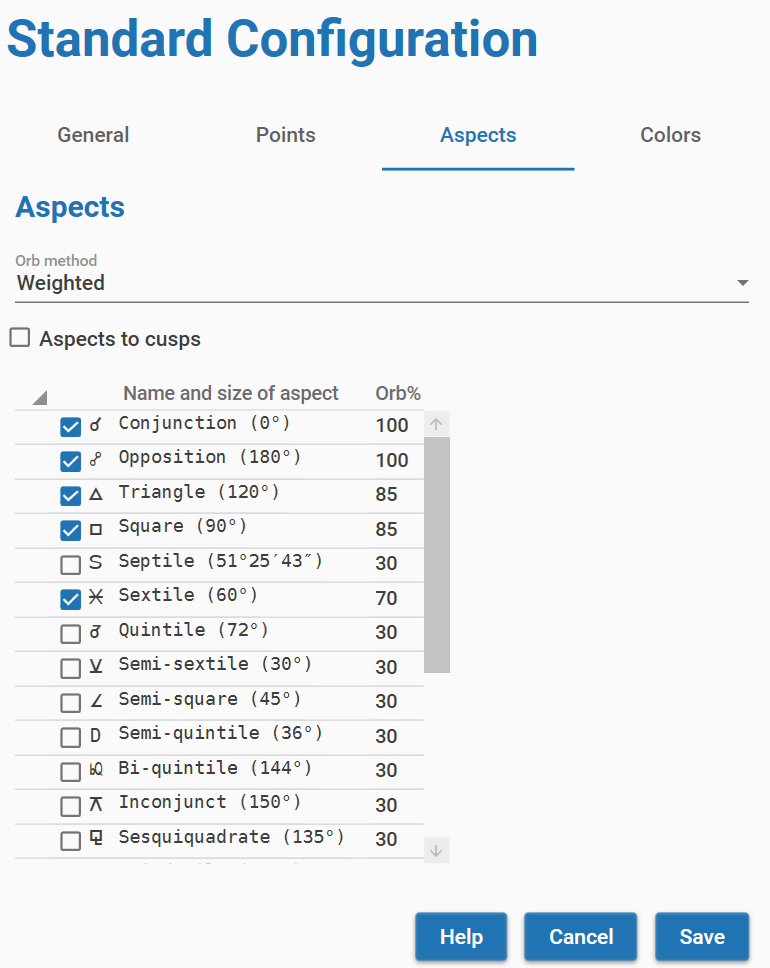 Standard Configuration
General Points Aspects Colors
Aspects
Orb method
Weighted
Aspects to cusps
Name and size of aspect Orb%
☌ Conjunction (0°) 100
☍ Opposition (180°) 100
△ Triangle (120°) 85
□ Square (90°) 85
S Septile (51°25′43″) 30
Sextile (60°) 70
Quintile (72°) 30
Semi-sextile (30°) 30
∠ Semi-square (45°) 30
D Semi-quintile (36°) 30
bQ Bi-quintile (144°) 30
⊼ Inconjunct (150°) 30
Sesquiquadrate (135°) 30
Help Cancel Save